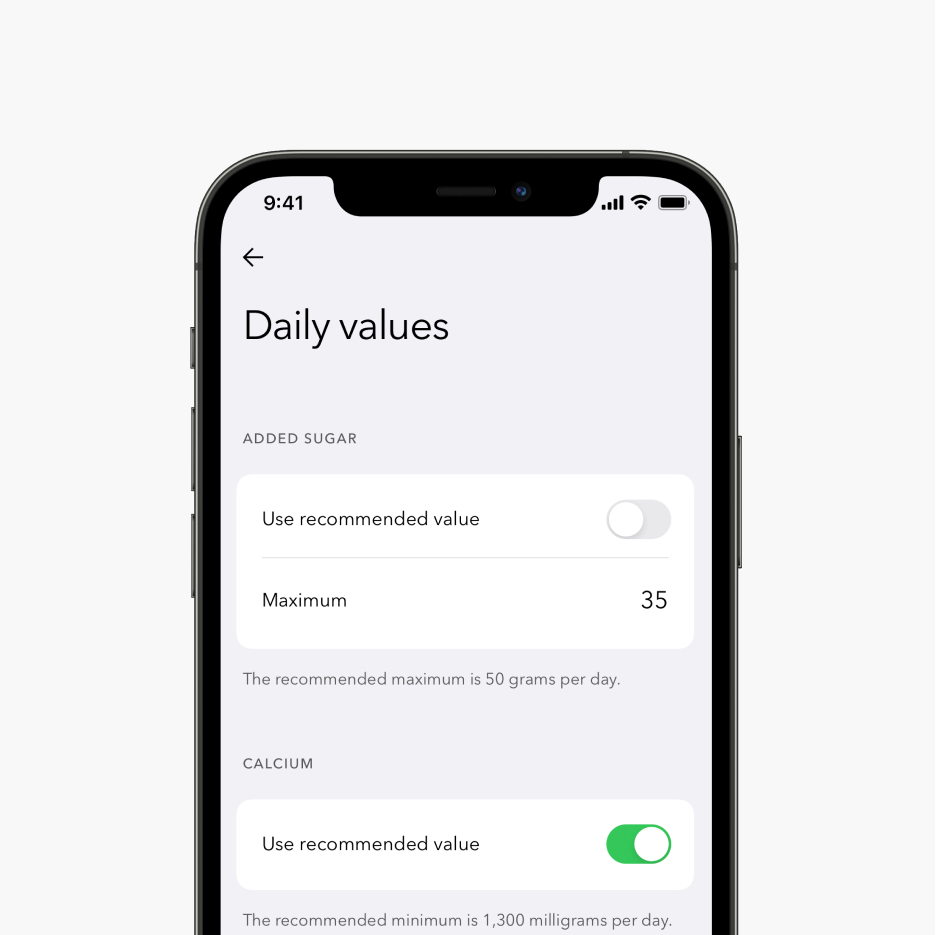 9:41
Daily values
ADDED SUGAR
Use recommended value
Maximum 35
The recommended maximum is 50 grams per day.
CALCIUM
Use recommended value
The recommended minimum is 1,300 milligrams per day.